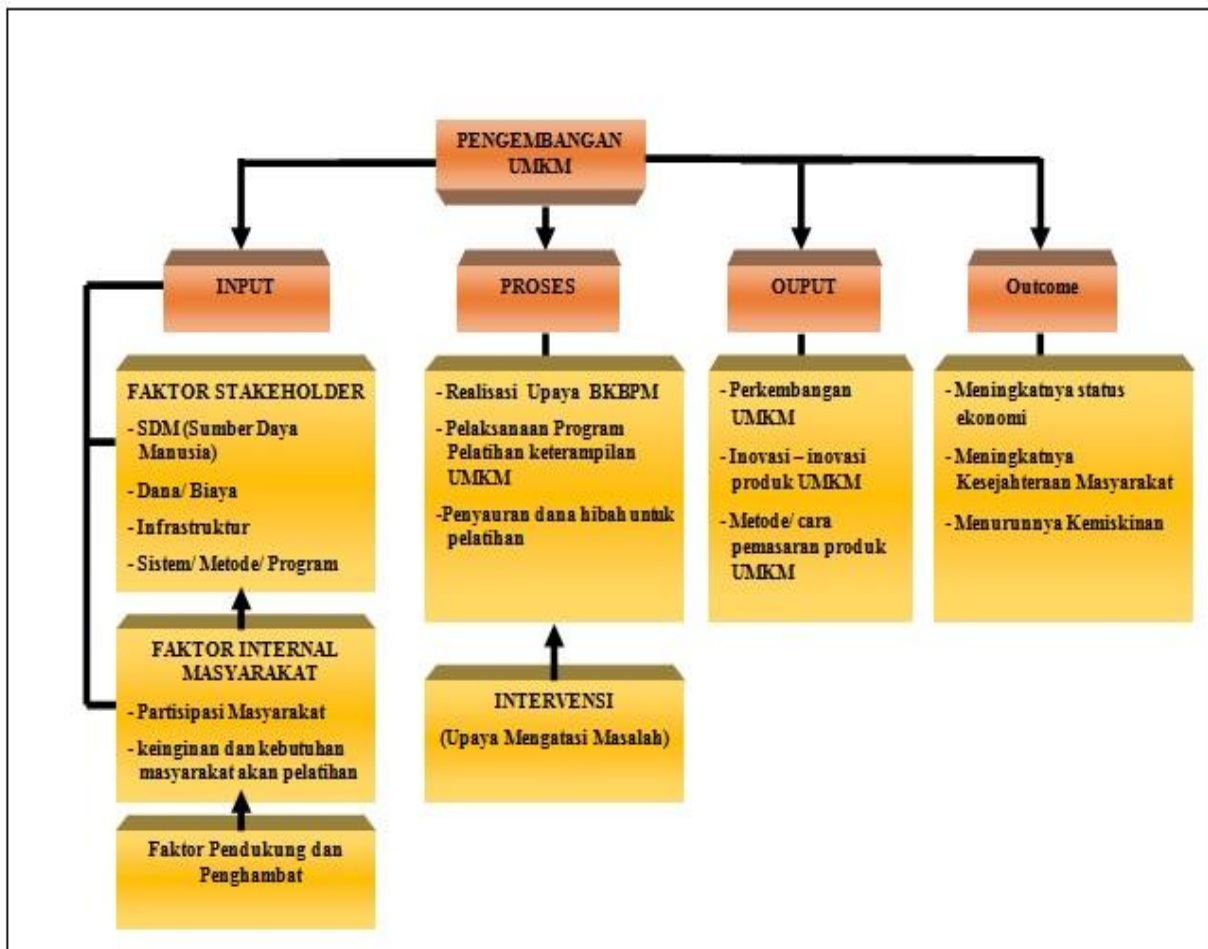 PENGEMBANGAN
UMKM
INPUT
PROSES
OUPUT
Outcome
FAKTOR STAKEHOLDER
- SDM (Sumber Daya
Manusia)
- Dana/ Biaya
- Infrastruktur
- Sistem/ Metode/ Program
FAKTOR INTERNAL
MASYARAKAT
- Partisipasi Masyarakat
- keinginan dan kebutuhan
masyarakat akan pelatihan
Faktor Pendukung dan
Penghambat
- Realisasi Upaya BKBPM
- Pelaksanaan Program
Pelatihan keterampilan
UMKM
-Penyauran dana hibah untuk
pelatihan
INTERVENSI
(Upaya Mengatasi Masalah)
- Perkembangan
UMKM
- Inovasi – inovasi
produk UMKM
- Metode/ cara
pemasaran produk
UMKM
- Meningkatnya status
ekonomi
- Meningkatnya
Kesejahteraan Masyarakat
- Menurunnya Kemiskinan